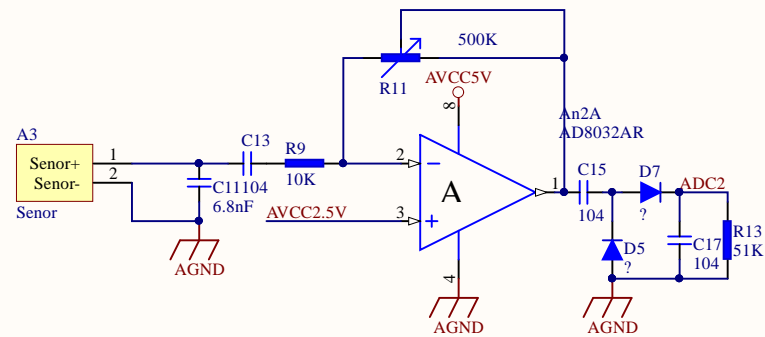 500K
R11
AVCC5V
8
An2A
AD8032AR
A3
Senor+
Senor-
Senor
1
2
C13
R9
C11104
10K
6.8nF
2
3
A
1
C15
104
D7
?
ADC2
AVCC2.5V
D5
?
C17
104
R13
51K
4
AGND
AGND
AGND